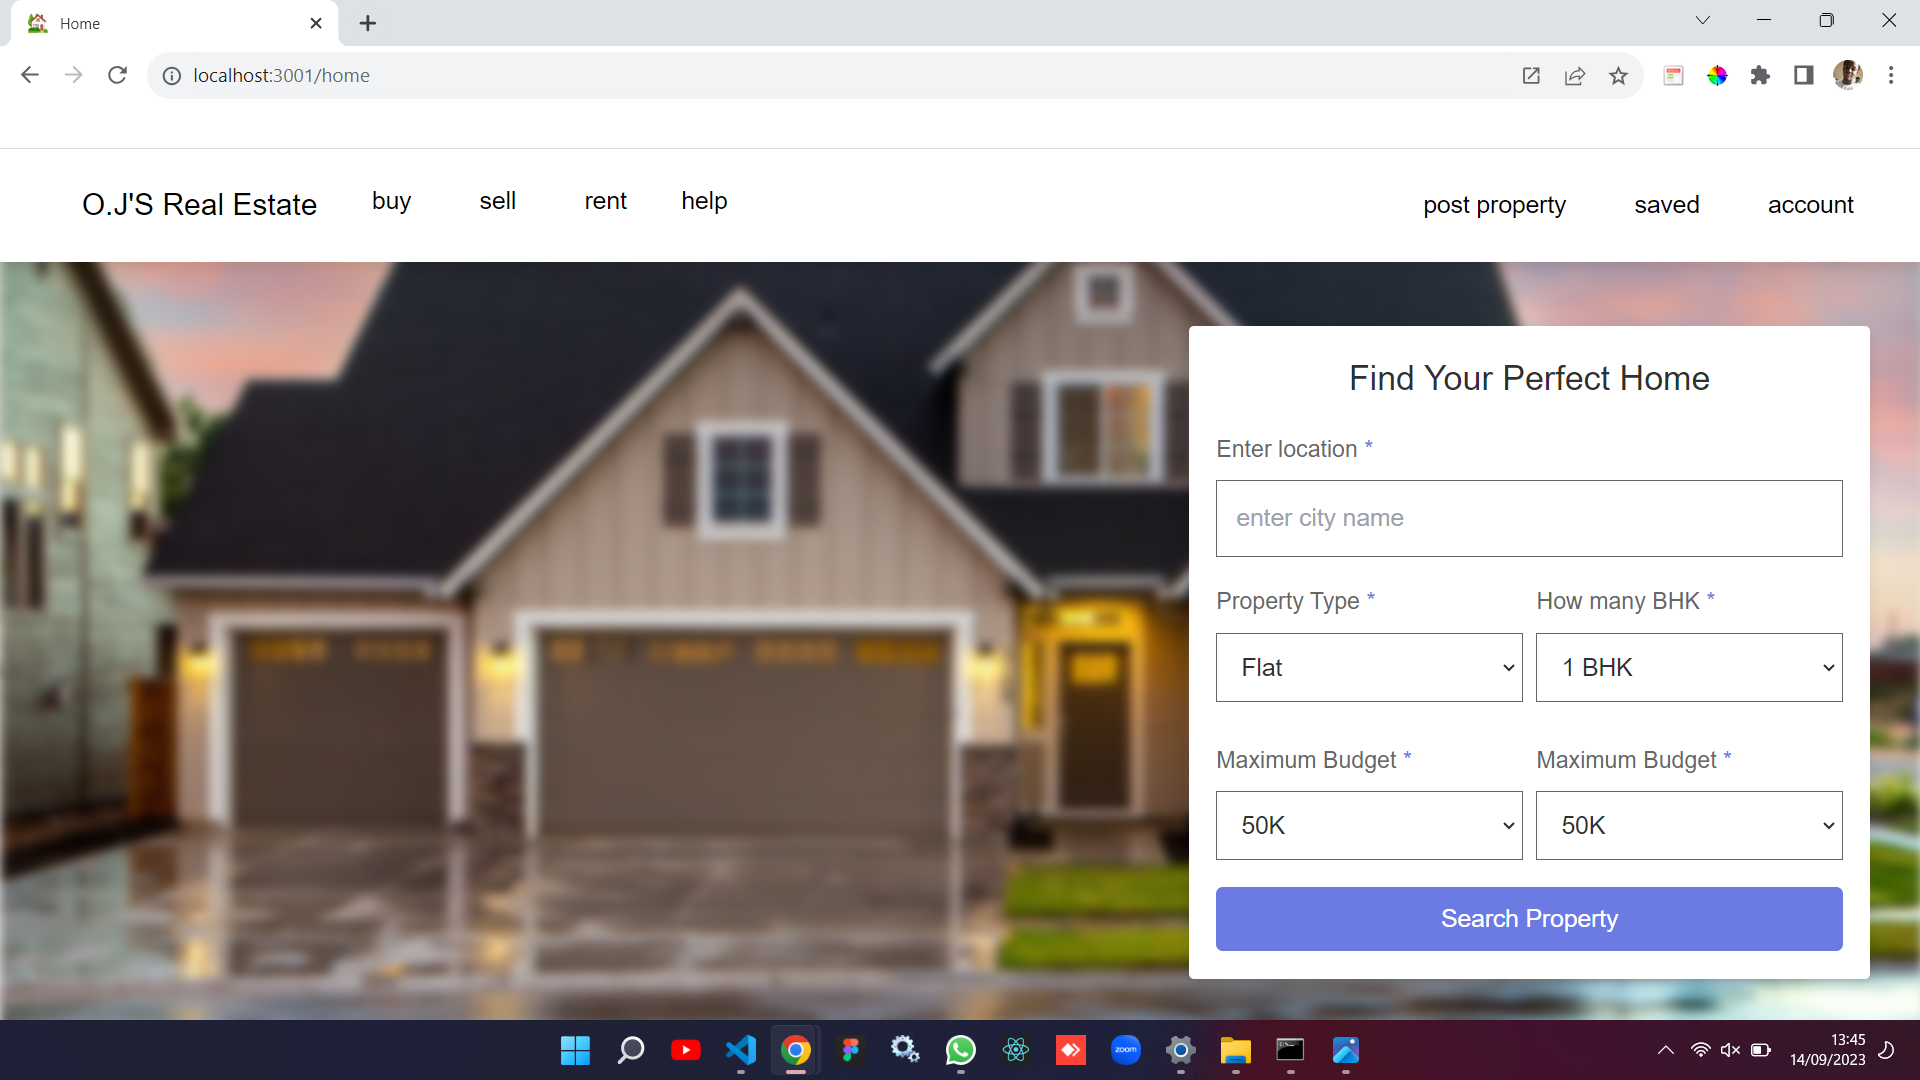 Home
localhost:3001/home
O.J'S Real Estate buy sell rent help post property saved account
Find Your Perfect Home
Enter location *
enter city name
Property Type * How many BHK *
Flat 1 BHK
Maximum Budget * Maximum Budget *
50K 50K
Search Property
zoom
13:45
14/09/2023